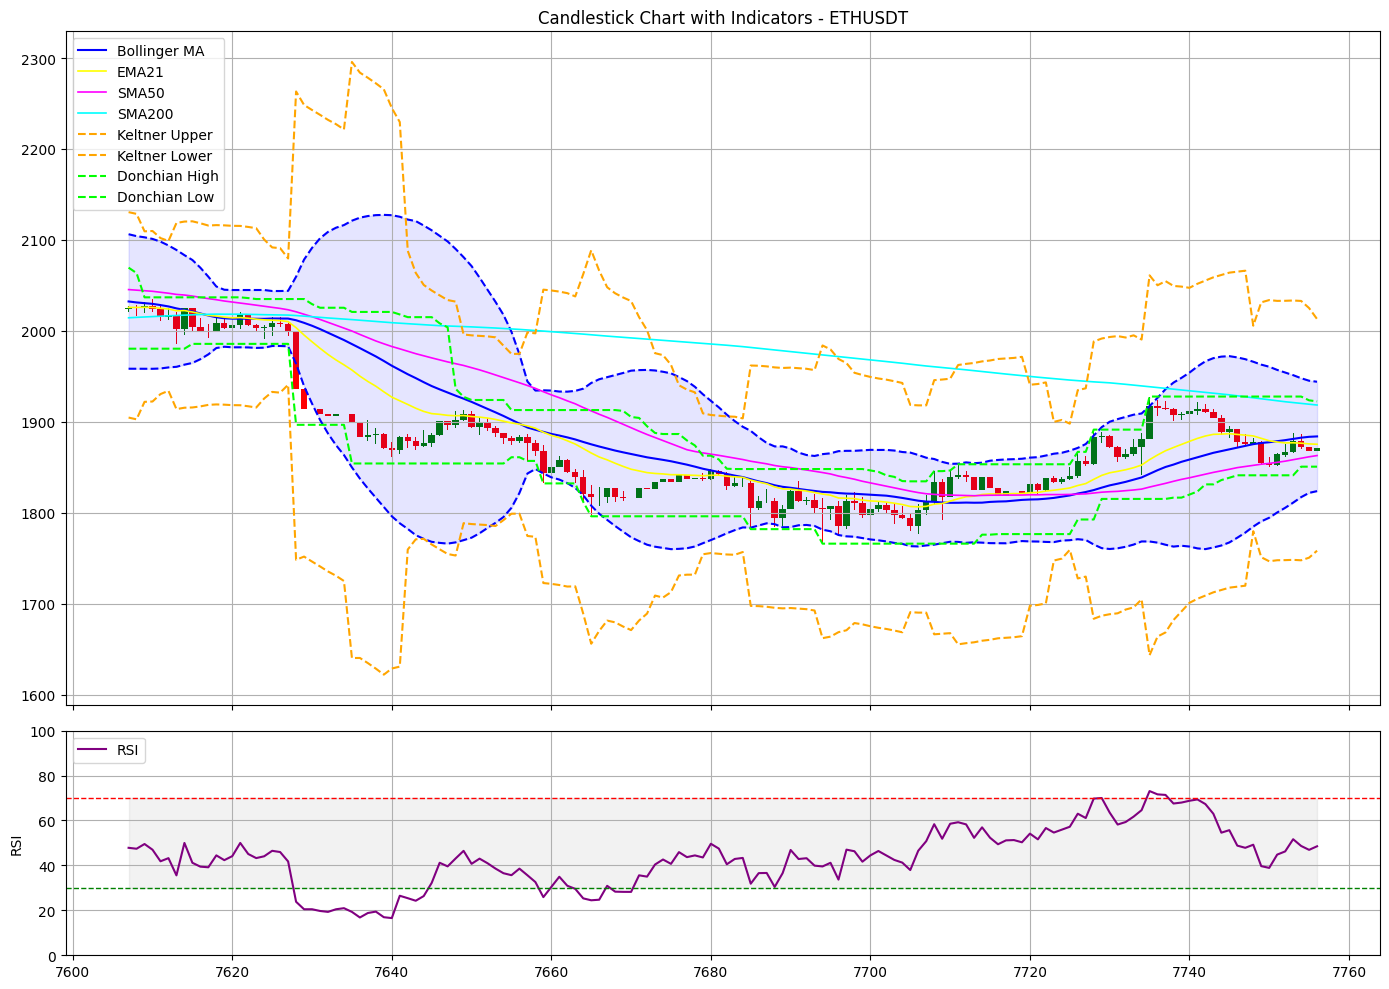 Candlestick Chart with Indicators - ETHUSDT
2300
2200
2100
2000
1900
1800
1700
1600
Bollinger MA
EMA21
SMA50
SMA200
Keltner Upper
Keltner Lower
Donchian High
Donchian Low
RSI
100
80
60
40
20
0
RSI
7600 7620 7640 7660 7680 7700 7720 7740 7760